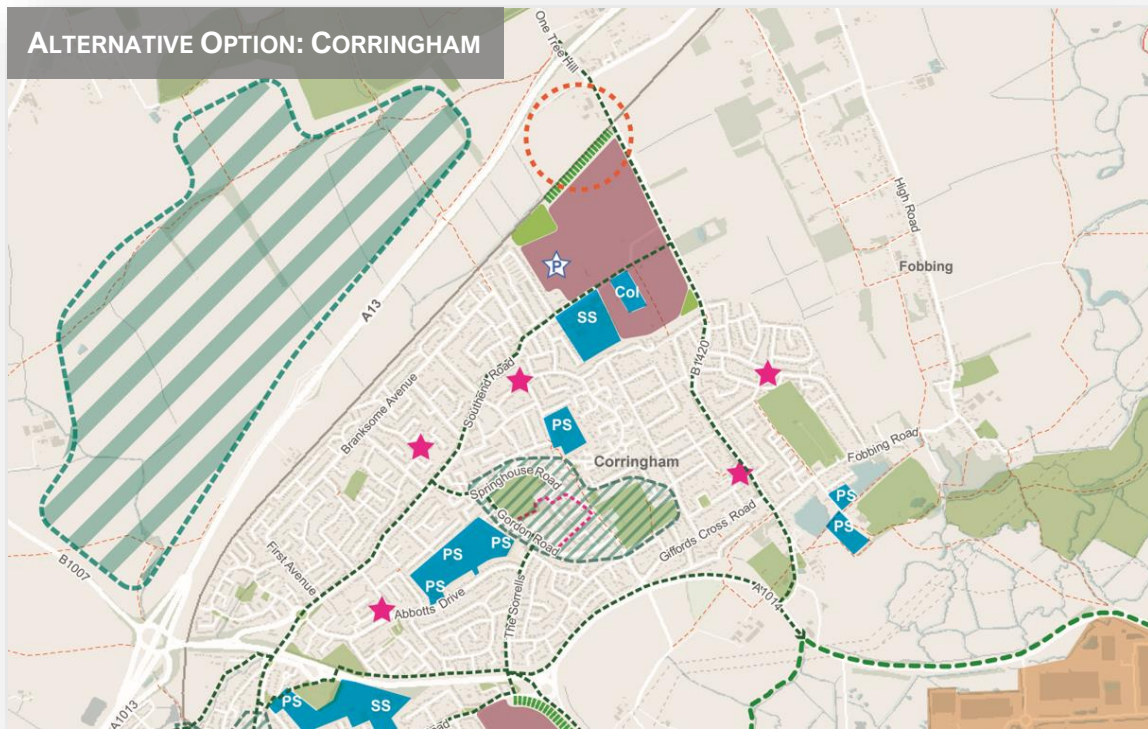 ALTERNATIVE OPTION: CORRINGHAM
One Tree Hill
High Road
Fobbing
A13
P
Col
SS
B1420
Southend Road
Branksome Avenue
PS
Fobbing Road
Corringham
Springhouse Road
PS
PS
Gordon Road
Giffords Cross Road
PS
PS
First Avenue
B1007
PS
Abbotts Drive
The Sorrells
A1014
PS
SS
A1013